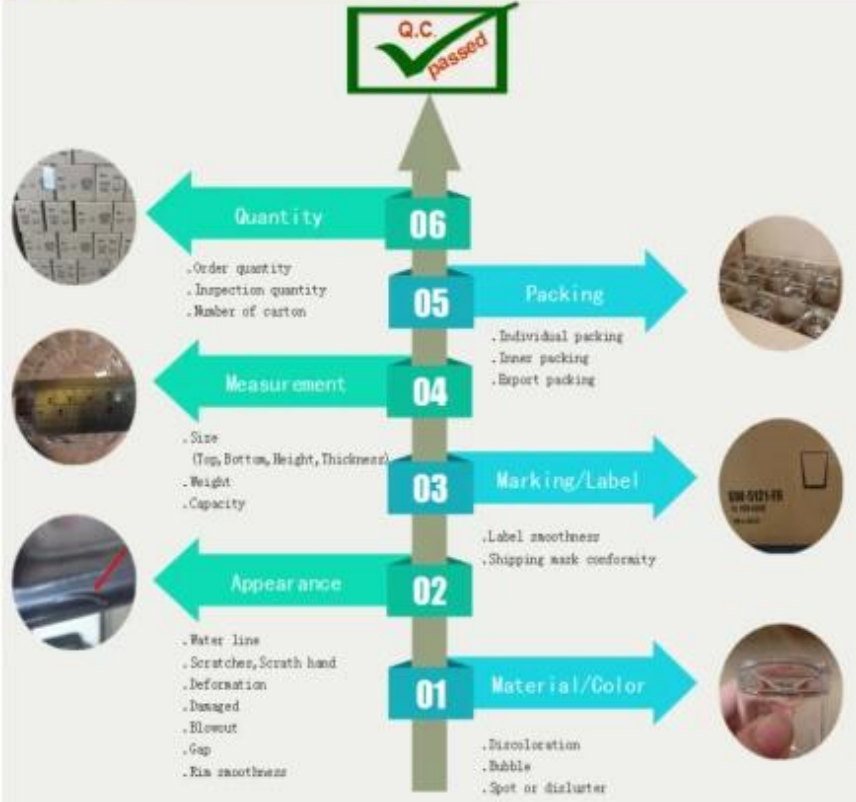 Q.C.
passed
Quantity
06
.Order quantity
.Inspection quantity
.Number of carton
05
Packing
.Individual packing
.Inner packing
.Export packing
Measurement
04
.Size
(Top,Bottom,Height,Thickness)
.Weight
.Capacity
03
Marking/Label
.Label smoothness
.Shipping mark conformity
Appearance
02
.Water line
.Scratches,Scrath hand
.Deformation
.Damaged
.Blowout
.Gap
.Rim smoothness
01
Material/Color
.Discoloration
.Bubble
.Spot or disluster